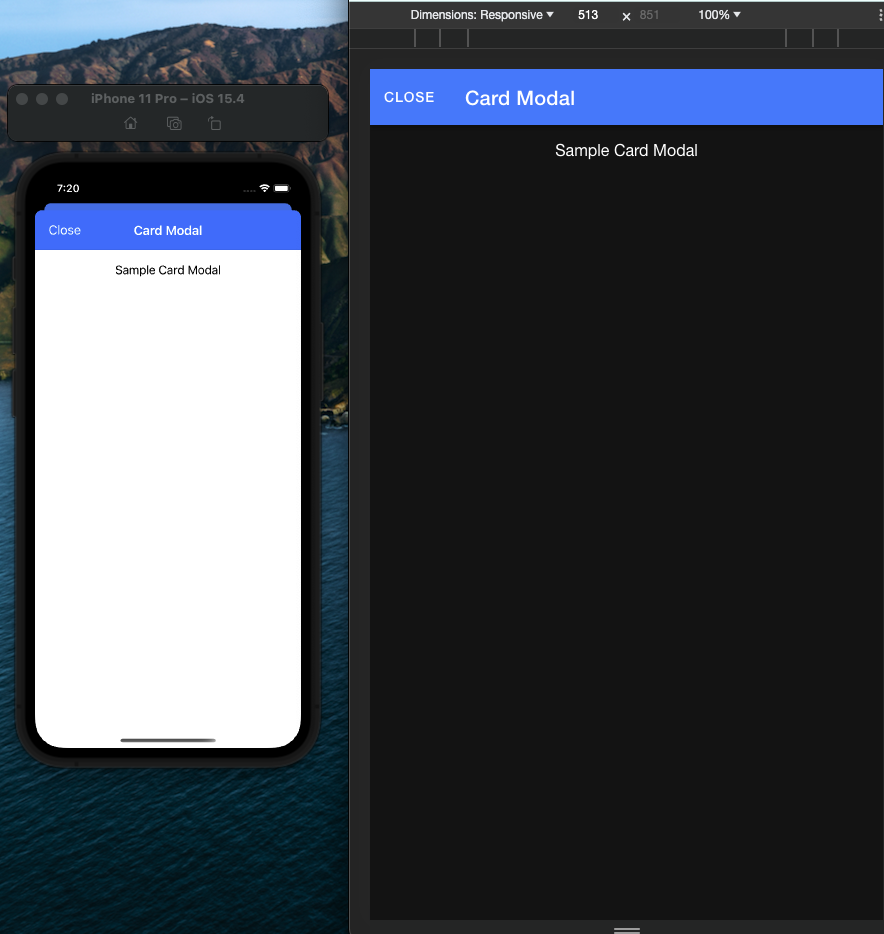 iPhone 11 Pro – iOS 15.4
7:20
Close Card Modal
Sample Card Modal
Dimensions: Responsive 513 × 851 100%
CLOSE Card Modal
Sample Card Modal